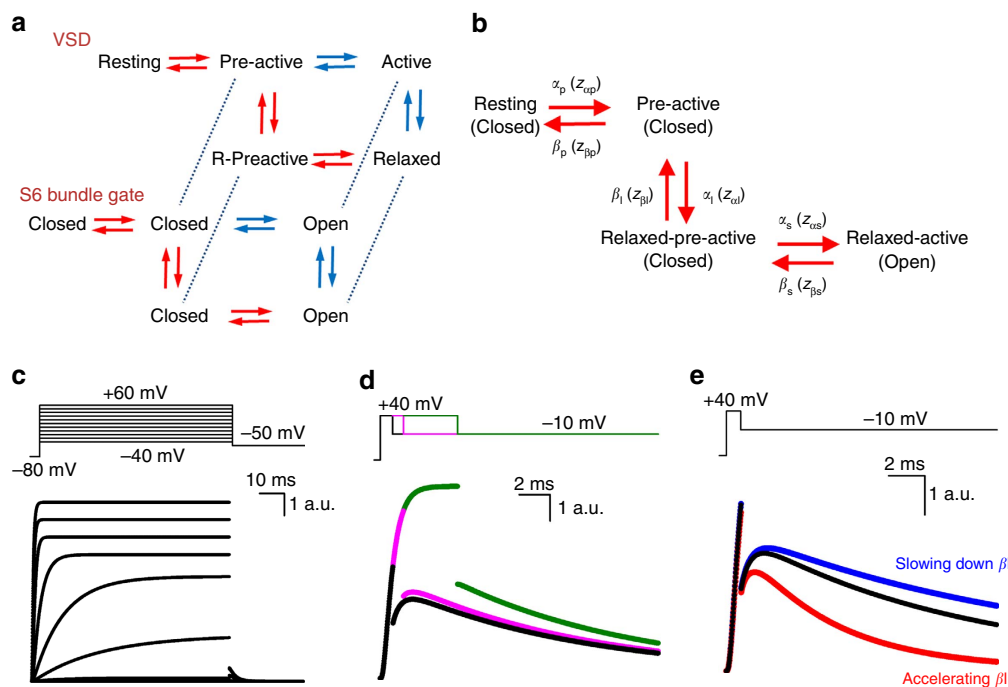 a
VSD
Resting
Pre-active
Active
R-Preactive
Relaxed
S6 bundle gate
Closed
Closed
Open
Closed
Open
b
αp (zαp)
Resting
(Closed)
Pre-active
(Closed)
βp (zβp)
βl (zβl)
αl (zαl)
αs (zαs)
Relaxed-pre-active
(Closed)
Relaxed-active
(Open)
βs (zβs)
c
+60 mV
−50 mV
−80 mV
−40 mV
10 ms
1 a.u.
d
+40 mV
−10 mV
2 ms
1 a.u.
e
+40 mV
−10 mV
2 ms
1 a.u.
Slowing down βl
Accelerating βl